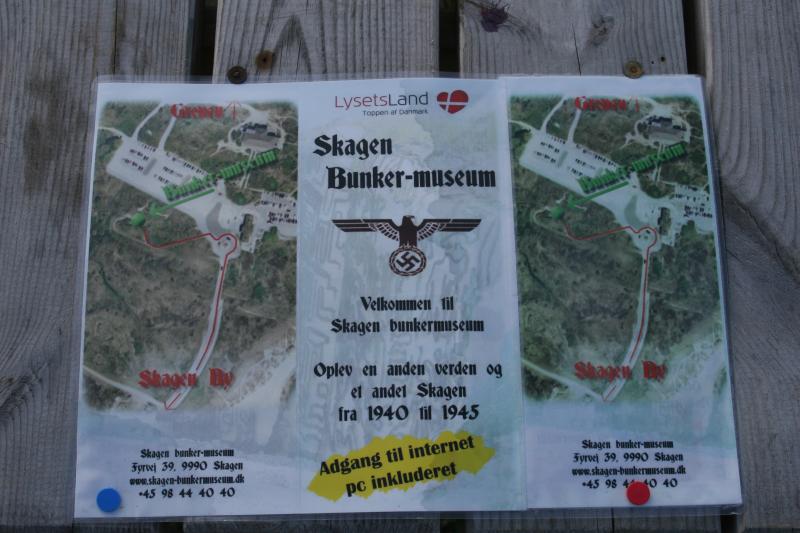 Grenen
Bunker-museum
Skagen By
Skagen bunker-museum
Fyrvej 39, 9990 Skagen
www.skagen-bunkermuseum.dk
+45 98 44 40 40
LysetsLand
Toppen af Danmark
Skagen
Bunker-museum
Velkommen til
Skagen bunkermuseum
Oplev en anden verden og
et andet Skagen
fra 1940 til 1945
Adgang til internet
pc inkluderet
Grenen
Bunker-museum
Skagen By
Skagen bunker-museum
Fyrvej 39, 9990 Skagen
www.skagen-bunkermuseum.dk
+45 98 44 40 40